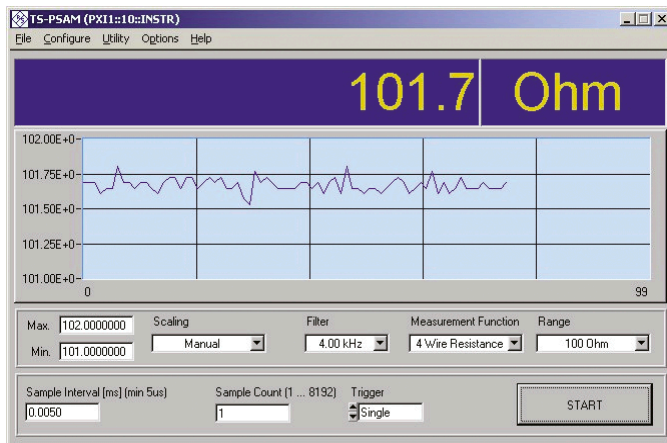 TS-PSAM (PXI1::10::INSTR)
File Configure Utility Options Help
101.7 Ohm
102.00E+0
101.75E+0
101.50E+0
101.25E+0
101.00E+0
0 99
Max. 102.0000000
Min. 101.0000000
Scaling
Manual
Filter
4.00 kHz
Measurement Function
4 Wire Resistance
Range
100 Ohm
Sample Interval [ms] (min 5us)
0.0050
Sample Count (1 ... 8192)
1
Trigger
Single
START